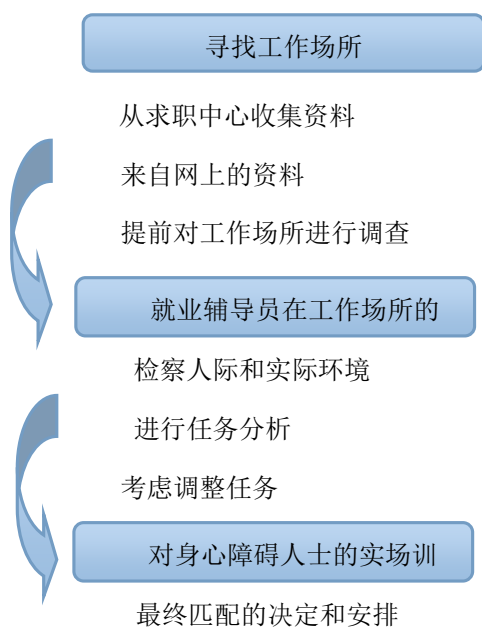 寻找工作场所
从求职中心收集资料
来自网上的资料
提前对工作场所进行调查
就业辅导员在工作场所的
检察人际和实际环境
进行任务分析
考虑调整任务
对身心障碍人士的实场训
最终匹配的决定和安排